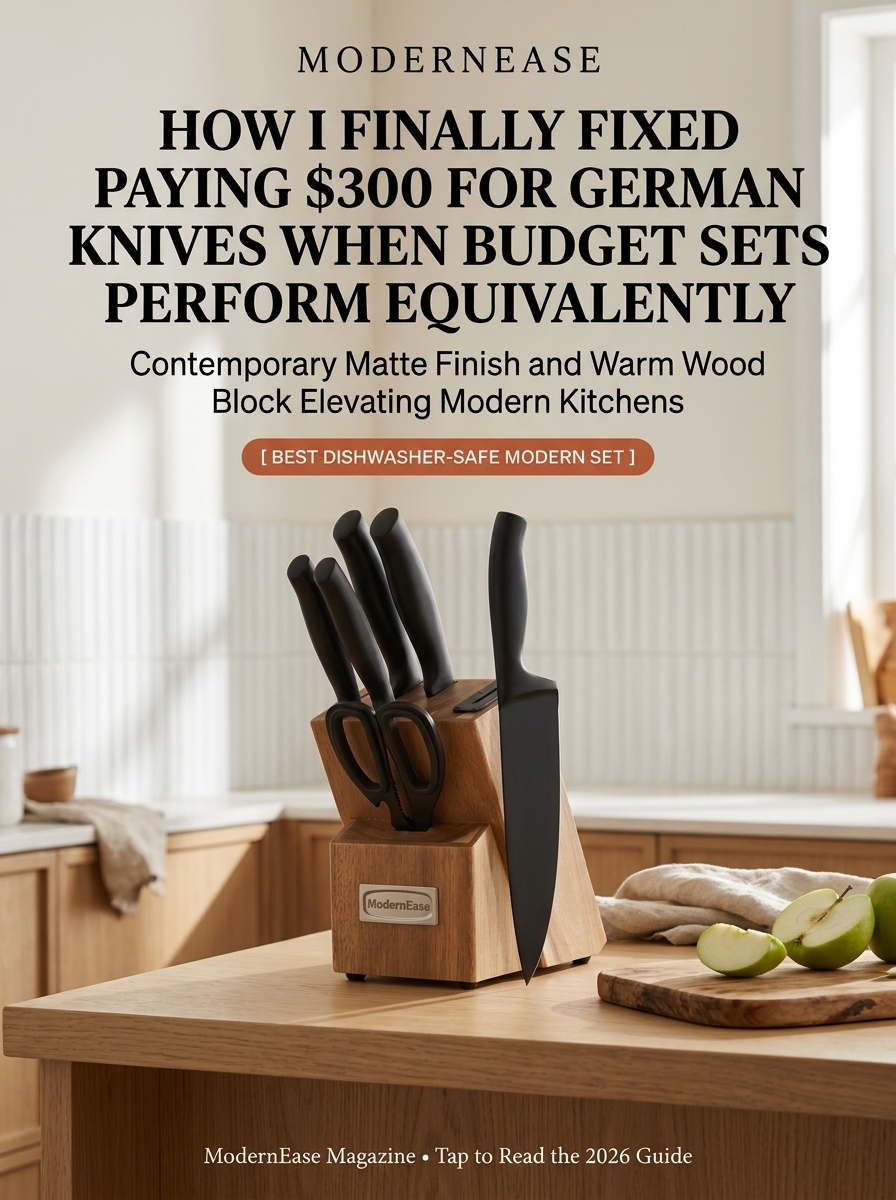 MODERNEASE
HOW I FINALLY FIXED
PAYING $300 FOR GERMAN
KNIVES WHEN BUDGET SETS
PERFORM EQUIVALENTLY
Contemporary Matte Finish and Warm Wood
Block Elevating Modern Kitchens
[ BEST DISHWASHER-SAFE MODERN SET ]
ModernEase
ModernEase Magazine • Tap to Read the 2026 Guide